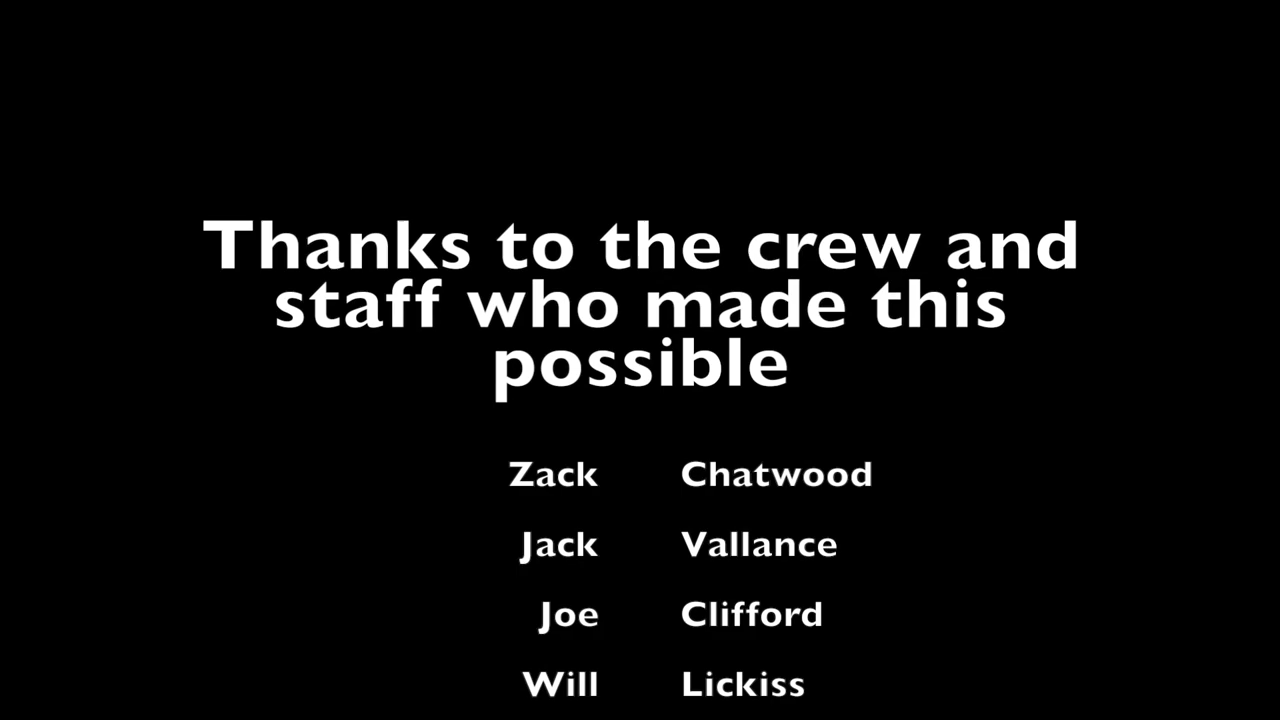 Thanks to the crew and
staff who made this
possible
Zack Chatwood
Jack Vallance
Joe Clifford
Will Lickiss